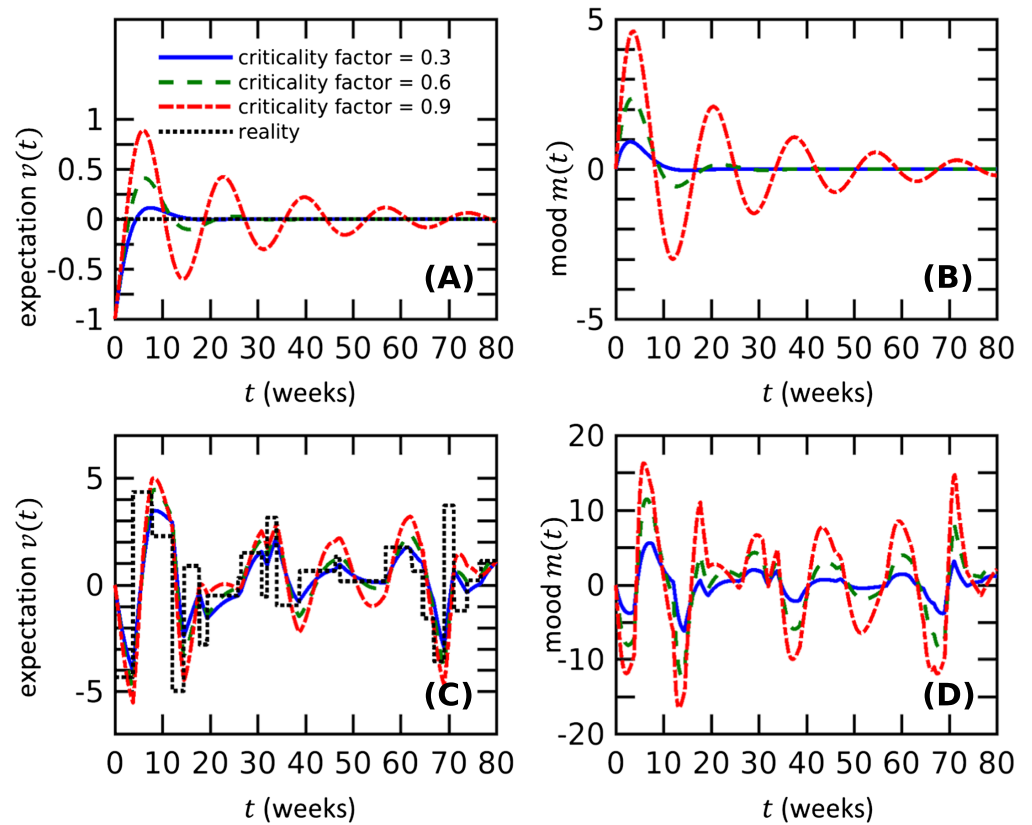 criticality factor = 0.3
criticality factor = 0.6
criticality factor = 0.9
reality
1
0.5
0
-0.5
-1
expectation v(t)
(A)
0 10 20 30 40 50 60 70 80
t (weeks)
5
0
-5
mood m(t)
(B)
0 10 20 30 40 50 60 70 80
t (weeks)
5
0
-5
expectation v(t)
(C)
0 10 20 30 40 50 60 70 80
t (weeks)
20
10
0
-10
-20
mood m(t)
(D)
0 10 20 30 40 50 60 70 80
t (weeks)